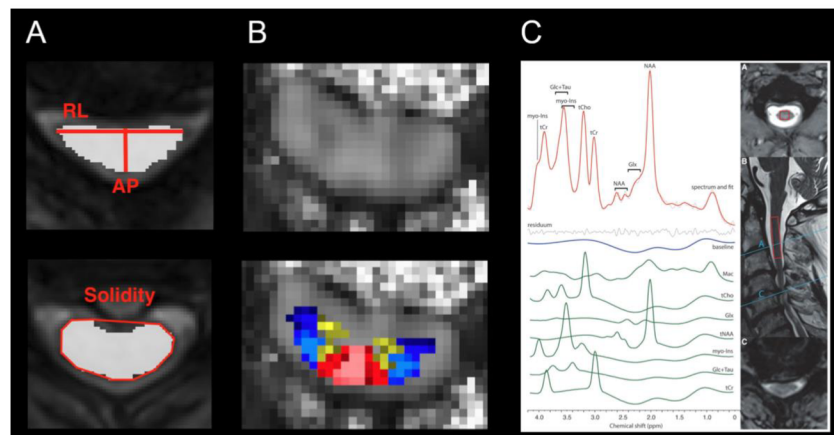 A
B
C
RL
AP
Solidity
NAA
Glc+Tau
myo-Ins
tCho
myo-Ins
tCr
tCr
Glx
NAA
spectrum and fit
residuum
baseline
Mac
tCho
Glx
tNAA
myo-Ins
Glc+Tau
tCr
4.0 3.5 3.0 2.5 2.0 1.5 1.0 0
Chemical shift (ppm)
A
B
A
C
C